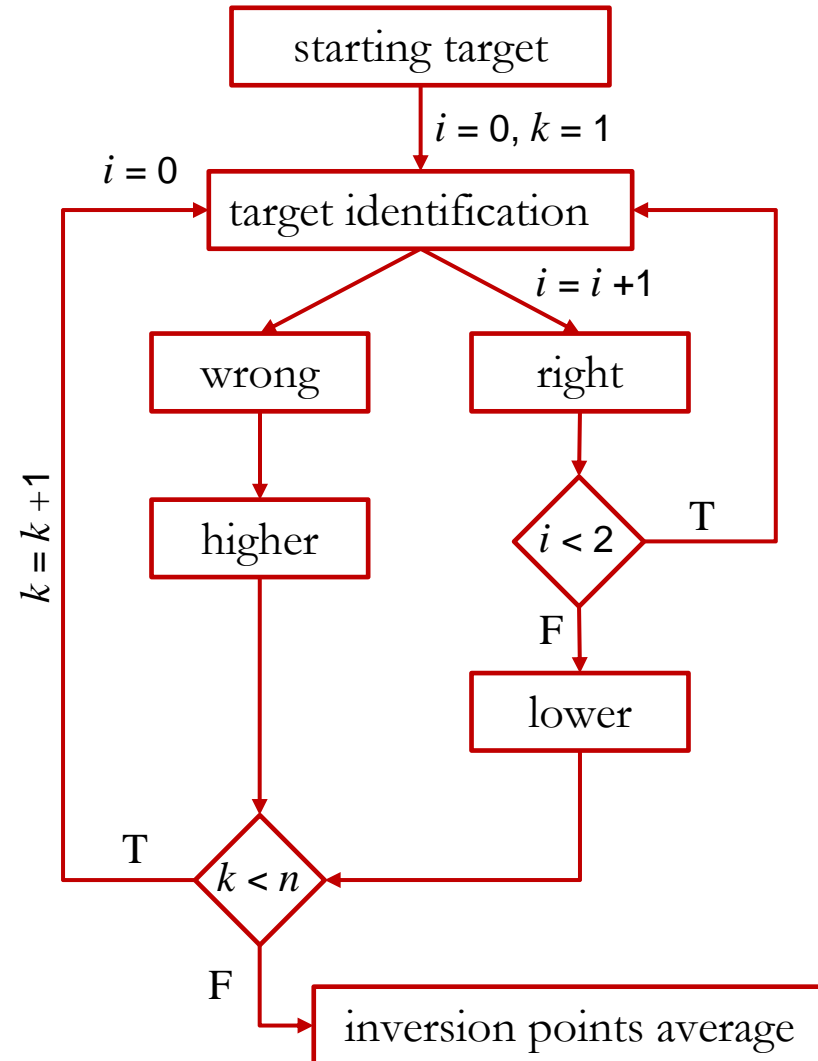 starting target
i = 0, k = 1
i = 0
target identification
i = i +1
wrong
right
k = k +1
higher
i < 2
T
F
lower
T
k < n
F
inversion points average